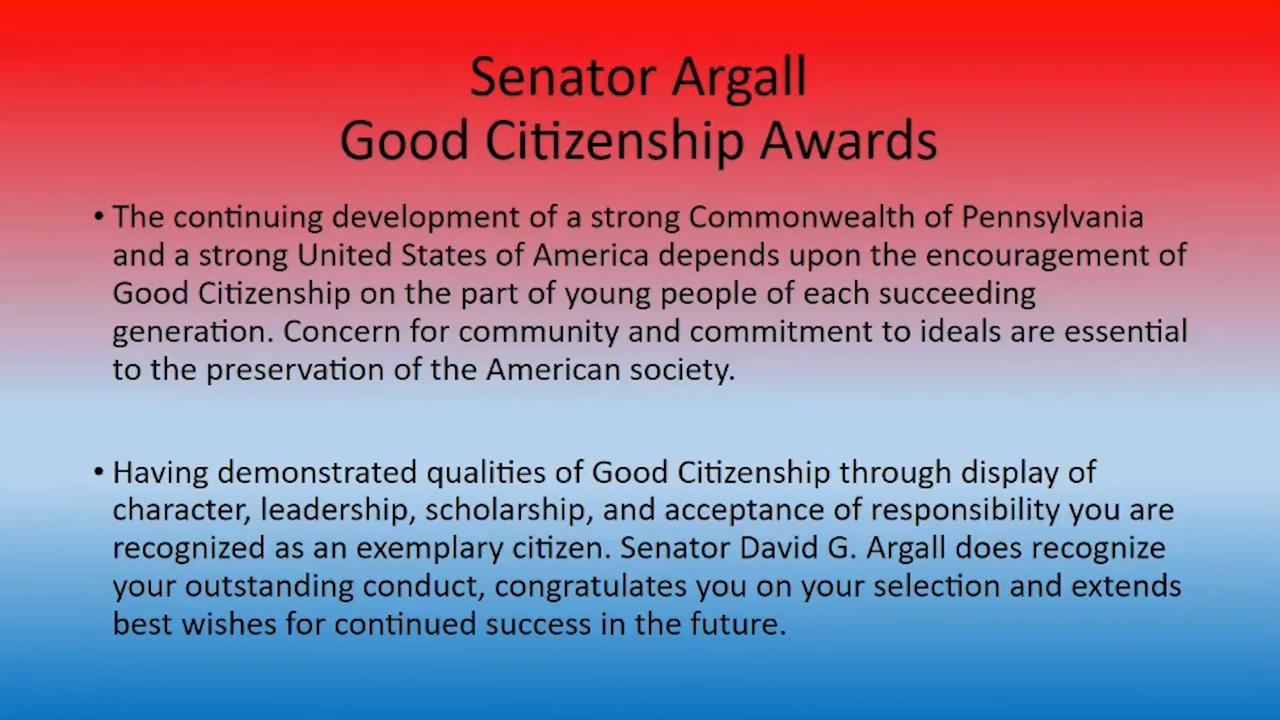 Senator Argall
Good Citizenship Awards
• The continuing development of a strong Commonwealth of Pennsylvania
and a strong United States of America depends upon the encouragement of
Good Citizenship on the part of young people of each succeeding
generation. Concern for community and commitment to ideals are essential
to the preservation of the American society.
• Having demonstrated qualities of Good Citizenship through display of
character, leadership, scholarship, and acceptance of responsibility you are
recognized as an exemplary citizen. Senator David G. Argall does recognize
your outstanding conduct, congratulates you on your selection and extends
best wishes for continued success in the future.